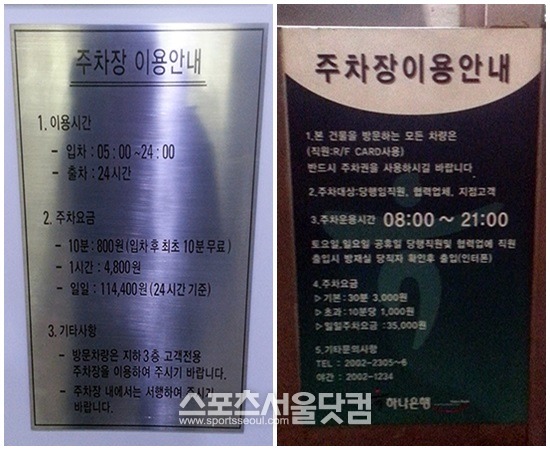 주차장 이용안내
1. 이용시간
- 입차 : 05 : 00 ~24 : 00
- 출차 : 24시간
2. 주차요금
- 10분 : 800원(입차 후 최초 10분 무료)
- 1시간 : 4,800원
- 일일 : 114,400원(24시간 기준)
3. 기타사항
- 방문차량은 지하 3 층 고객전용
주차장을 이용하여 주시기 바랍니다.
- 주차장 내에서는 서행하여 주시기
바랍니다.
주차장이용안내
1.본 건물을 방문하는 모든 차량은
(직원:R/F CARD사용)
반드시 주차권을 사용하시길 바랍니다
2.주차대상:당행임직원, 협력업체, 지점고객
3.주차운용시간 08:00 ~ 21:00
토요일,일요일 공휴일 당행직원및 협력업에 직원
출입시 방재실 당직자 확인후 출입(인터폰)
4.주차요금
▷기본:30분 3,000원
▷초과:10분당 1,000원
▷일일주차요금 :35,000원
5.기타문의사항
TEL : 2002-2305~6
야간 : 2002-1234
하나은행
스포츠서울닷컴
www.sportsseoul.com